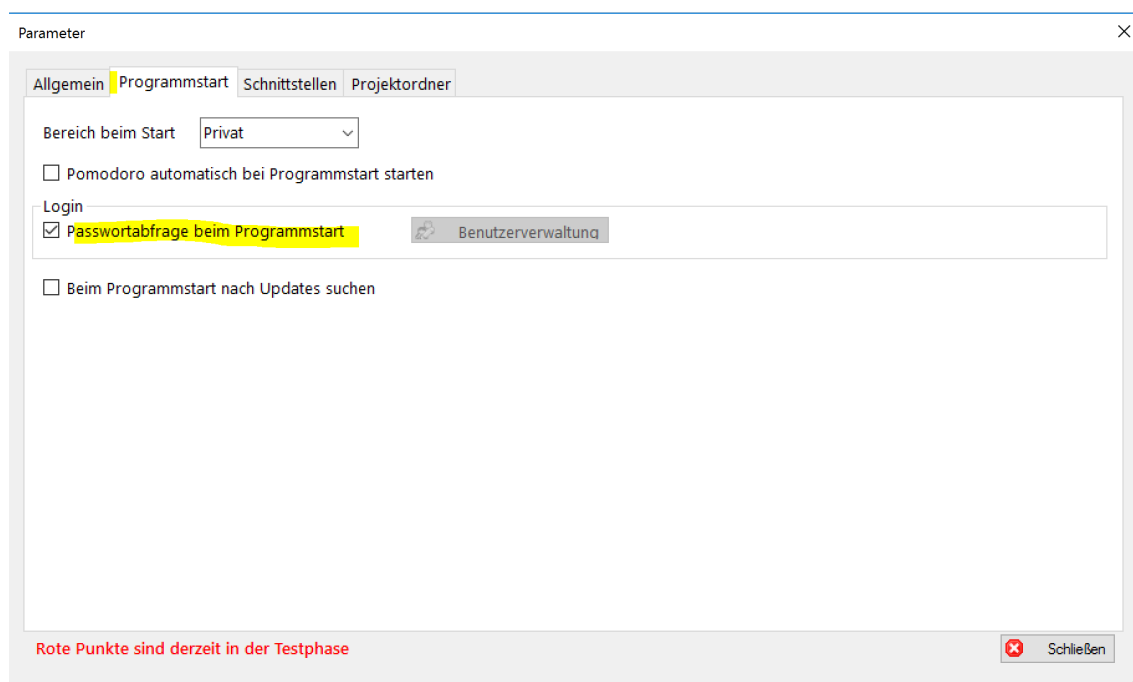 Parameter
Allgemein Programmstart Schnittstellen Projektordner
Bereich beim Start Privat
Pomodoro automatisch bei Programmstart starten
Login
Passwortabfrage beim Programmstart Benutzerverwaltung
Beim Programmstart nach Updates suchen
Rote Punkte sind derzeit in der Testphase Schließen